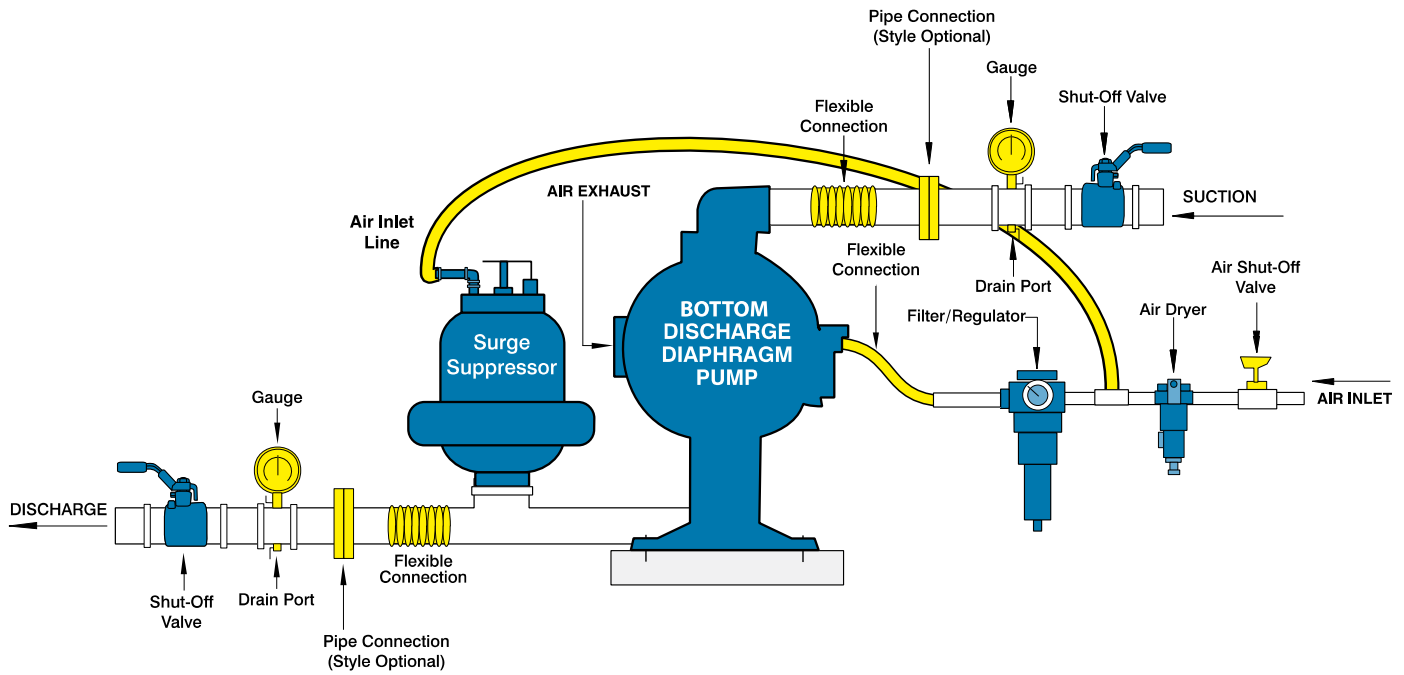 Pipe Connection
(Style Optional)
Gauge
Shut-Off Valve
Flexible
Connection
AIR EXHAUST
SUCTION
Air Inlet
Line
Flexible
Connection
Drain Port
Air Shut-Off
Valve
Filter/Regulator
Air Dryer
BOTTOM
DISCHARGE
DIAPHRAGM
PUMP
Surge
Suppressor
AIR INLET
Gauge
DISCHARGE
Flexible
Connection
Shut-Off
Valve
Drain Port
Pipe Connection
(Style Optional)